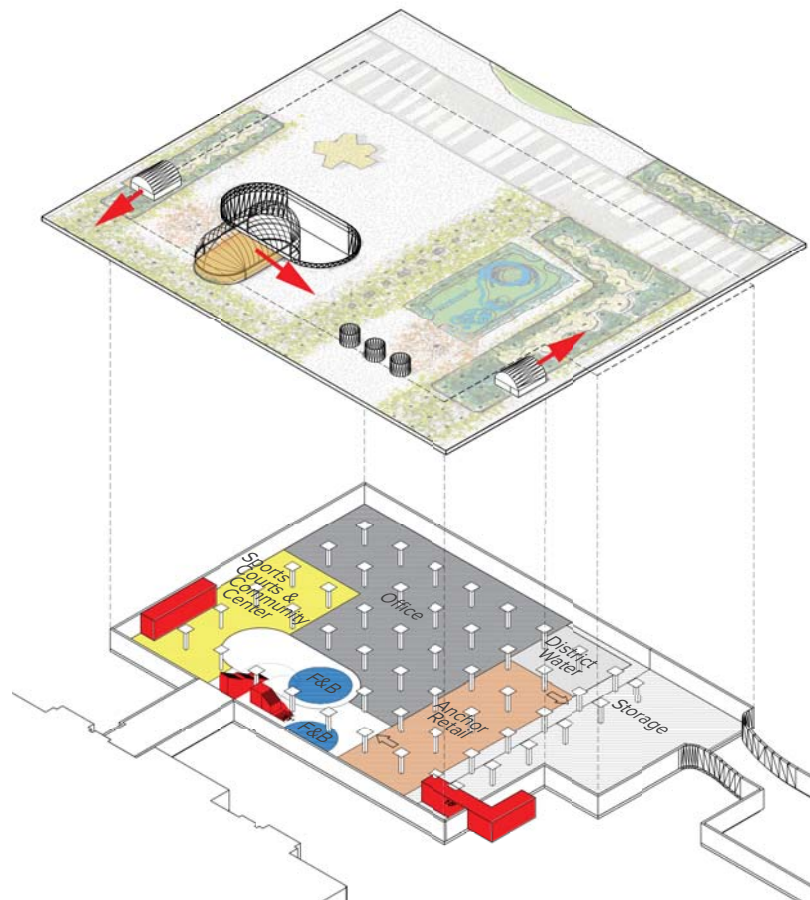 Sports
Courts &
Community
Center
Office
F&B
F&B
Anchor
Retail
District
Water
Storage